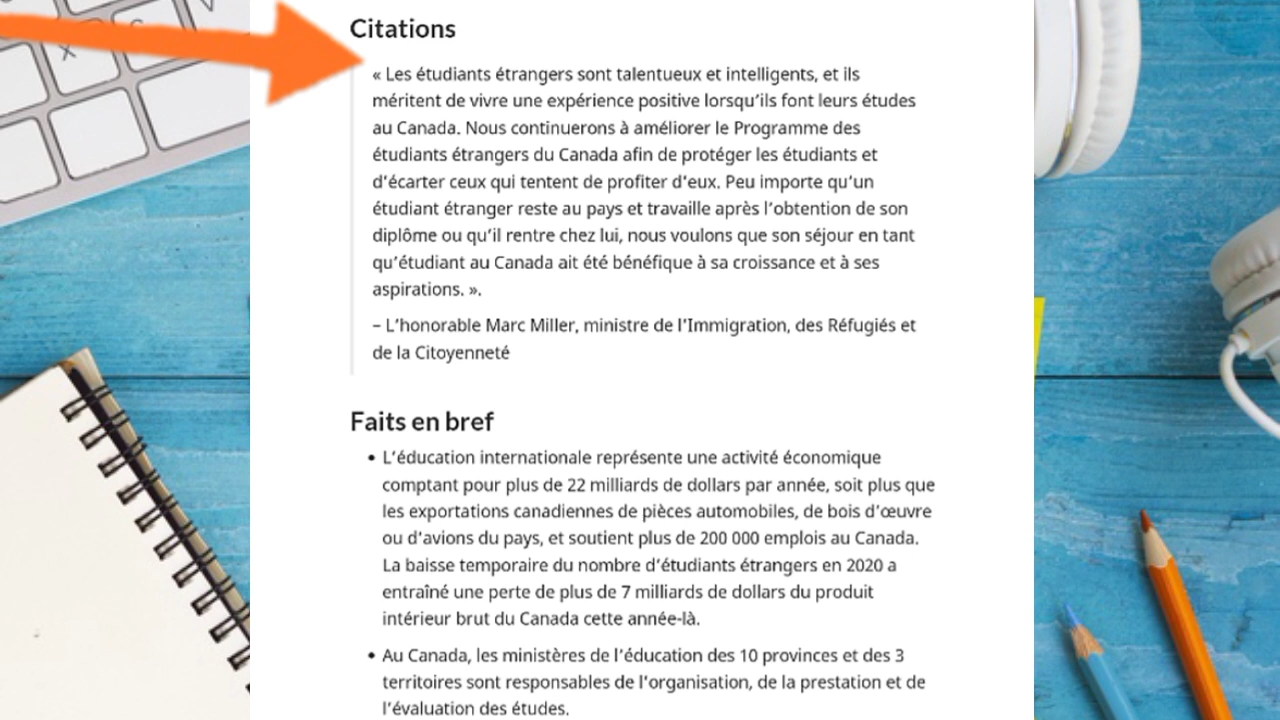 Citations
« Les étudiants étrangers sont talentueux et intelligents, et ils
méritent de vivre une expérience positive lorsqu’ils font leurs études
au Canada. Nous continuerons à améliorer le Programme des
étudiants étrangers du Canada afin de protéger les étudiants et
d’écarter ceux qui tentent de profiter d’eux. Peu importe qu’un
étudiant étranger reste au pays et travaille après l’obtention de son
diplôme ou qu’il rentre chez lui, nous voulons que son séjour en tant
qu’étudiant au Canada ait été bénéfique à sa croissance et à ses
aspirations. ».
– L’honorable Marc Miller, ministre de l’Immigration, des Réfugiés et
de la Citoyenneté
Faits en bref
• L’éducation internationale représente une activité économique
comptant pour plus de 22 milliards de dollars par année, soit plus que
les exportations canadiennes de pièces automobiles, de bois d’œuvre
ou d’avions du pays, et soutient plus de 200 000 emplois au Canada.
La baisse temporaire du nombre d’étudiants étrangers en 2020 a
entraîné une perte de plus de 7 milliards de dollars du produit
intérieur brut du Canada cette année-là.
• Au Canada, les ministères de l’éducation des 10 provinces et des 3
territoires sont responsables de l’organisation, de la prestation et de
l’évaluation des études.